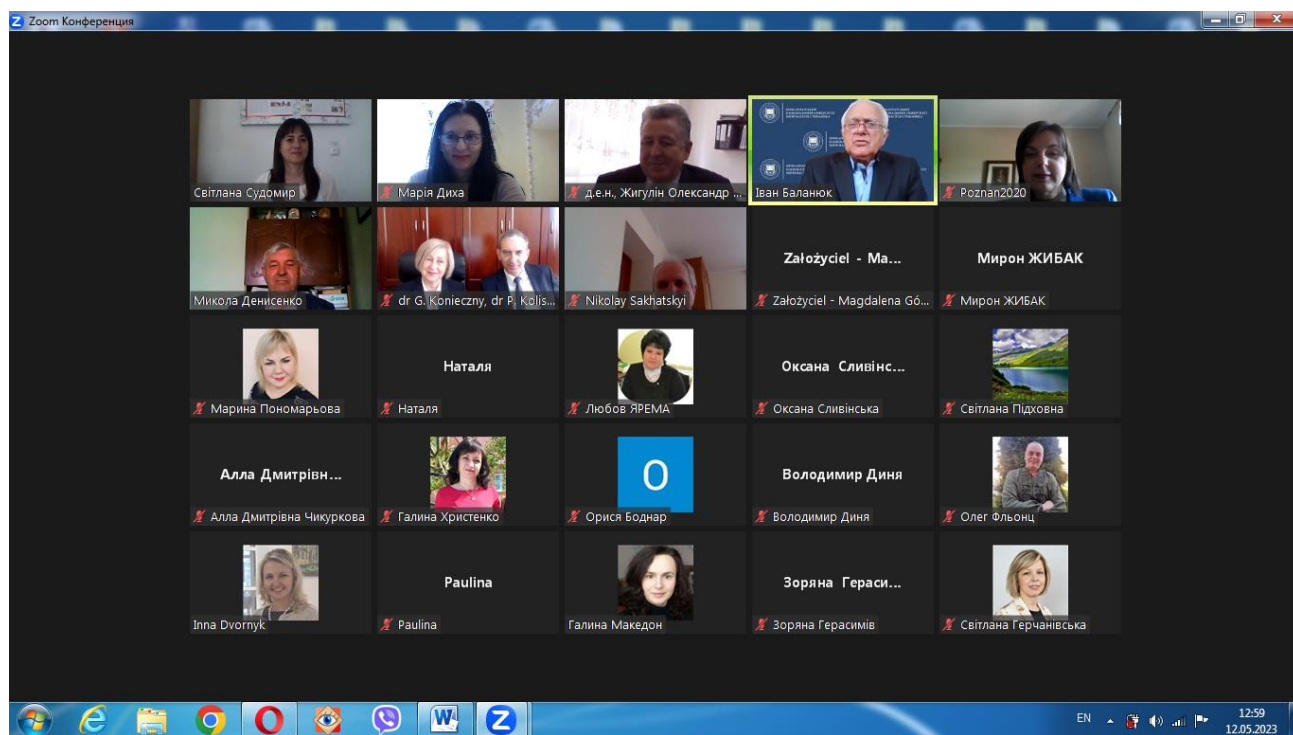 Zoom Конференция
Світлана Судомир
Марія Диха
д.е.н., Жигулін Олександр ...
Іван Баланюк
Poznan2020
Микола Денисенко
dr G. Konieczny, dr P. Kolis...
Nikolay Sakhatskyi
Założyciel - Ma...
Założyciel - Magdalena Gó...
Мирон ЖИБАК
Мирон ЖИБАК
Марина Пономарьова
Наталя
Наталя
Любов ЯРЕМА
Оксана Сливінс...
Оксана Сливінська
Світлана Підховна
Алла Дмитрівн...
Алла Дмитрівна Чикуркова
Галина Христенко
О
Орися Боднар
Володимир Диня
Володимир Диня
Олег Фльонц
Inna Dvornyk
Paulina
Paulina
Галина Македон
Зоряна Гераси...
Зоряна Герасимів
Світлана Герчанівська
EN
12:59
12.05.2023